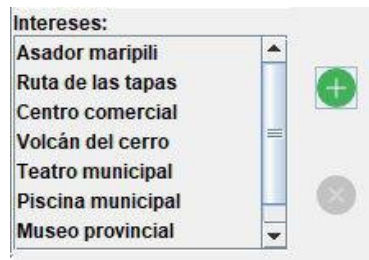 Intereses:
Asador maripili
Ruta de las tapas
Centro comercial
Volcán del cerro
Teatro municipal
Piscina municipal
Museo provincial